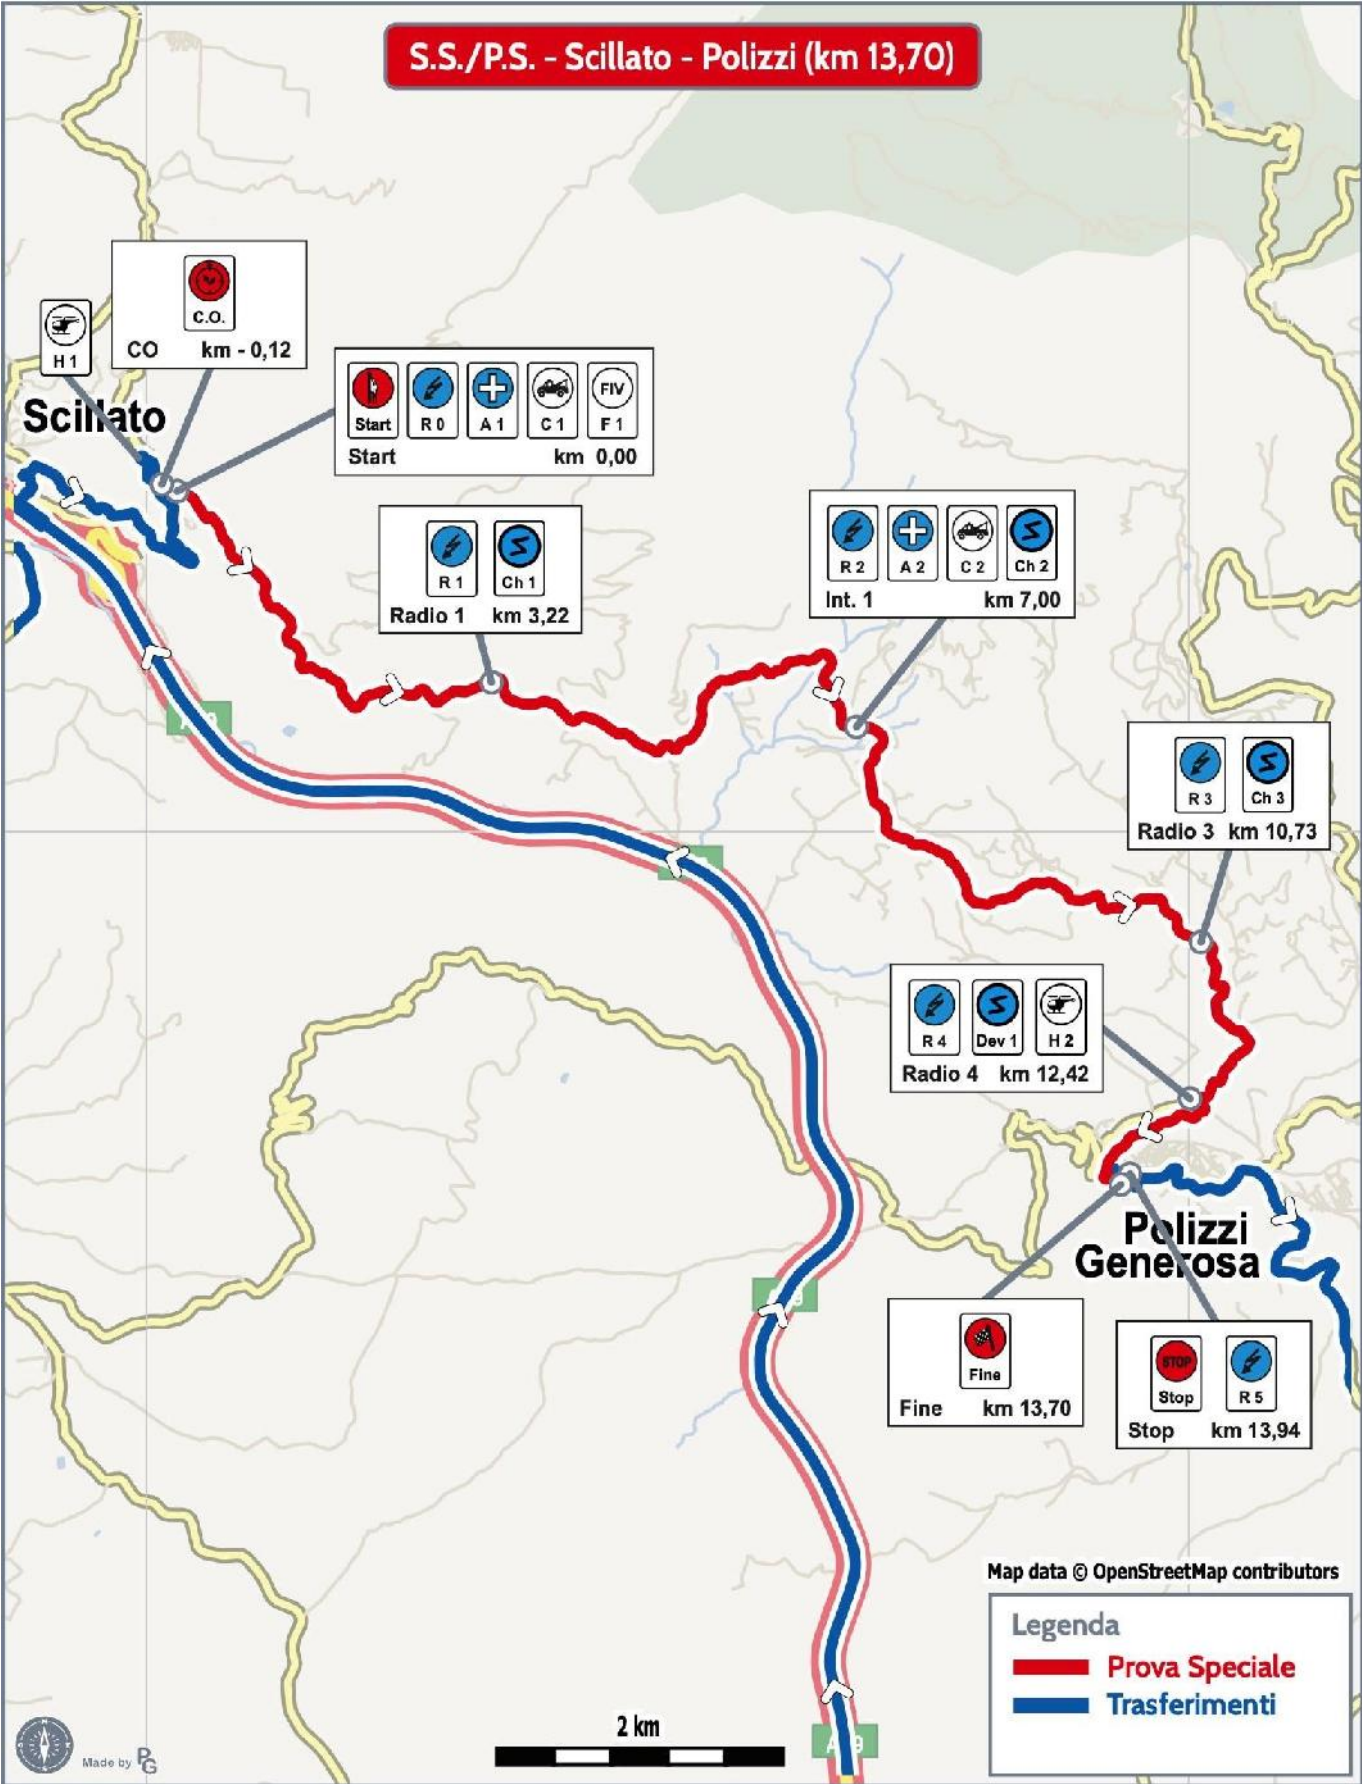 S.S./P.S. - Scillato - Polizzi (km 13,70)
C.O.
CO km - 0,12
H 1
Scillato
Start R 0 A 1 C 1 FIV F 1
Start km 0,00
R 1 Ch 1
Radio 1 km 3,22
R 2 A 2 C 2 Ch 2
Int. 1 km 7,00
R 3 Ch 3
Radio 3 km 10,73
R 4 Dev 1 H 2
Radio 4 km 12,42
Polizzi
Generosa
Fine
Fine km 13,70
STOP
Stop R 5
Stop km 13,94
Map data © OpenStreetMap contributors
Legenda
Prova Speciale
Trasferimenti
2 km
Made by PG